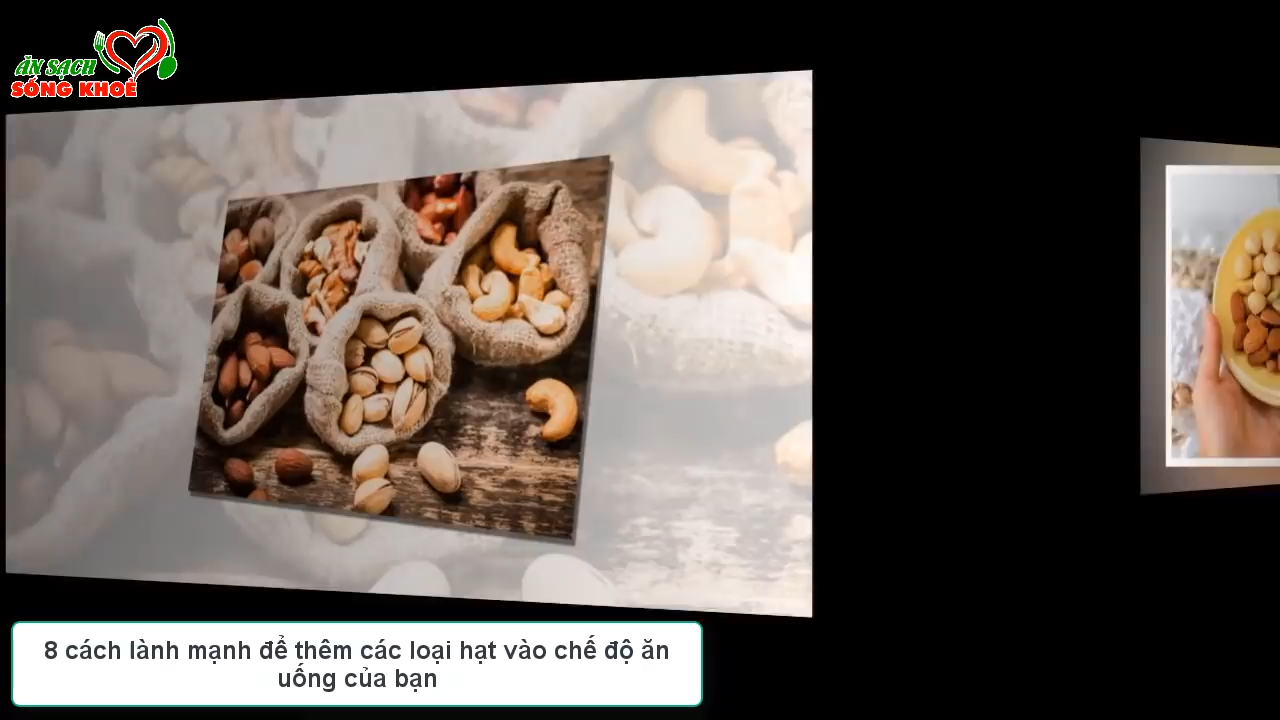 ĂN SẠCH
SỐNG KHOẺ
8 cách lành mạnh để thêm các loại hạt vào chế độ ăn
uống của bạn